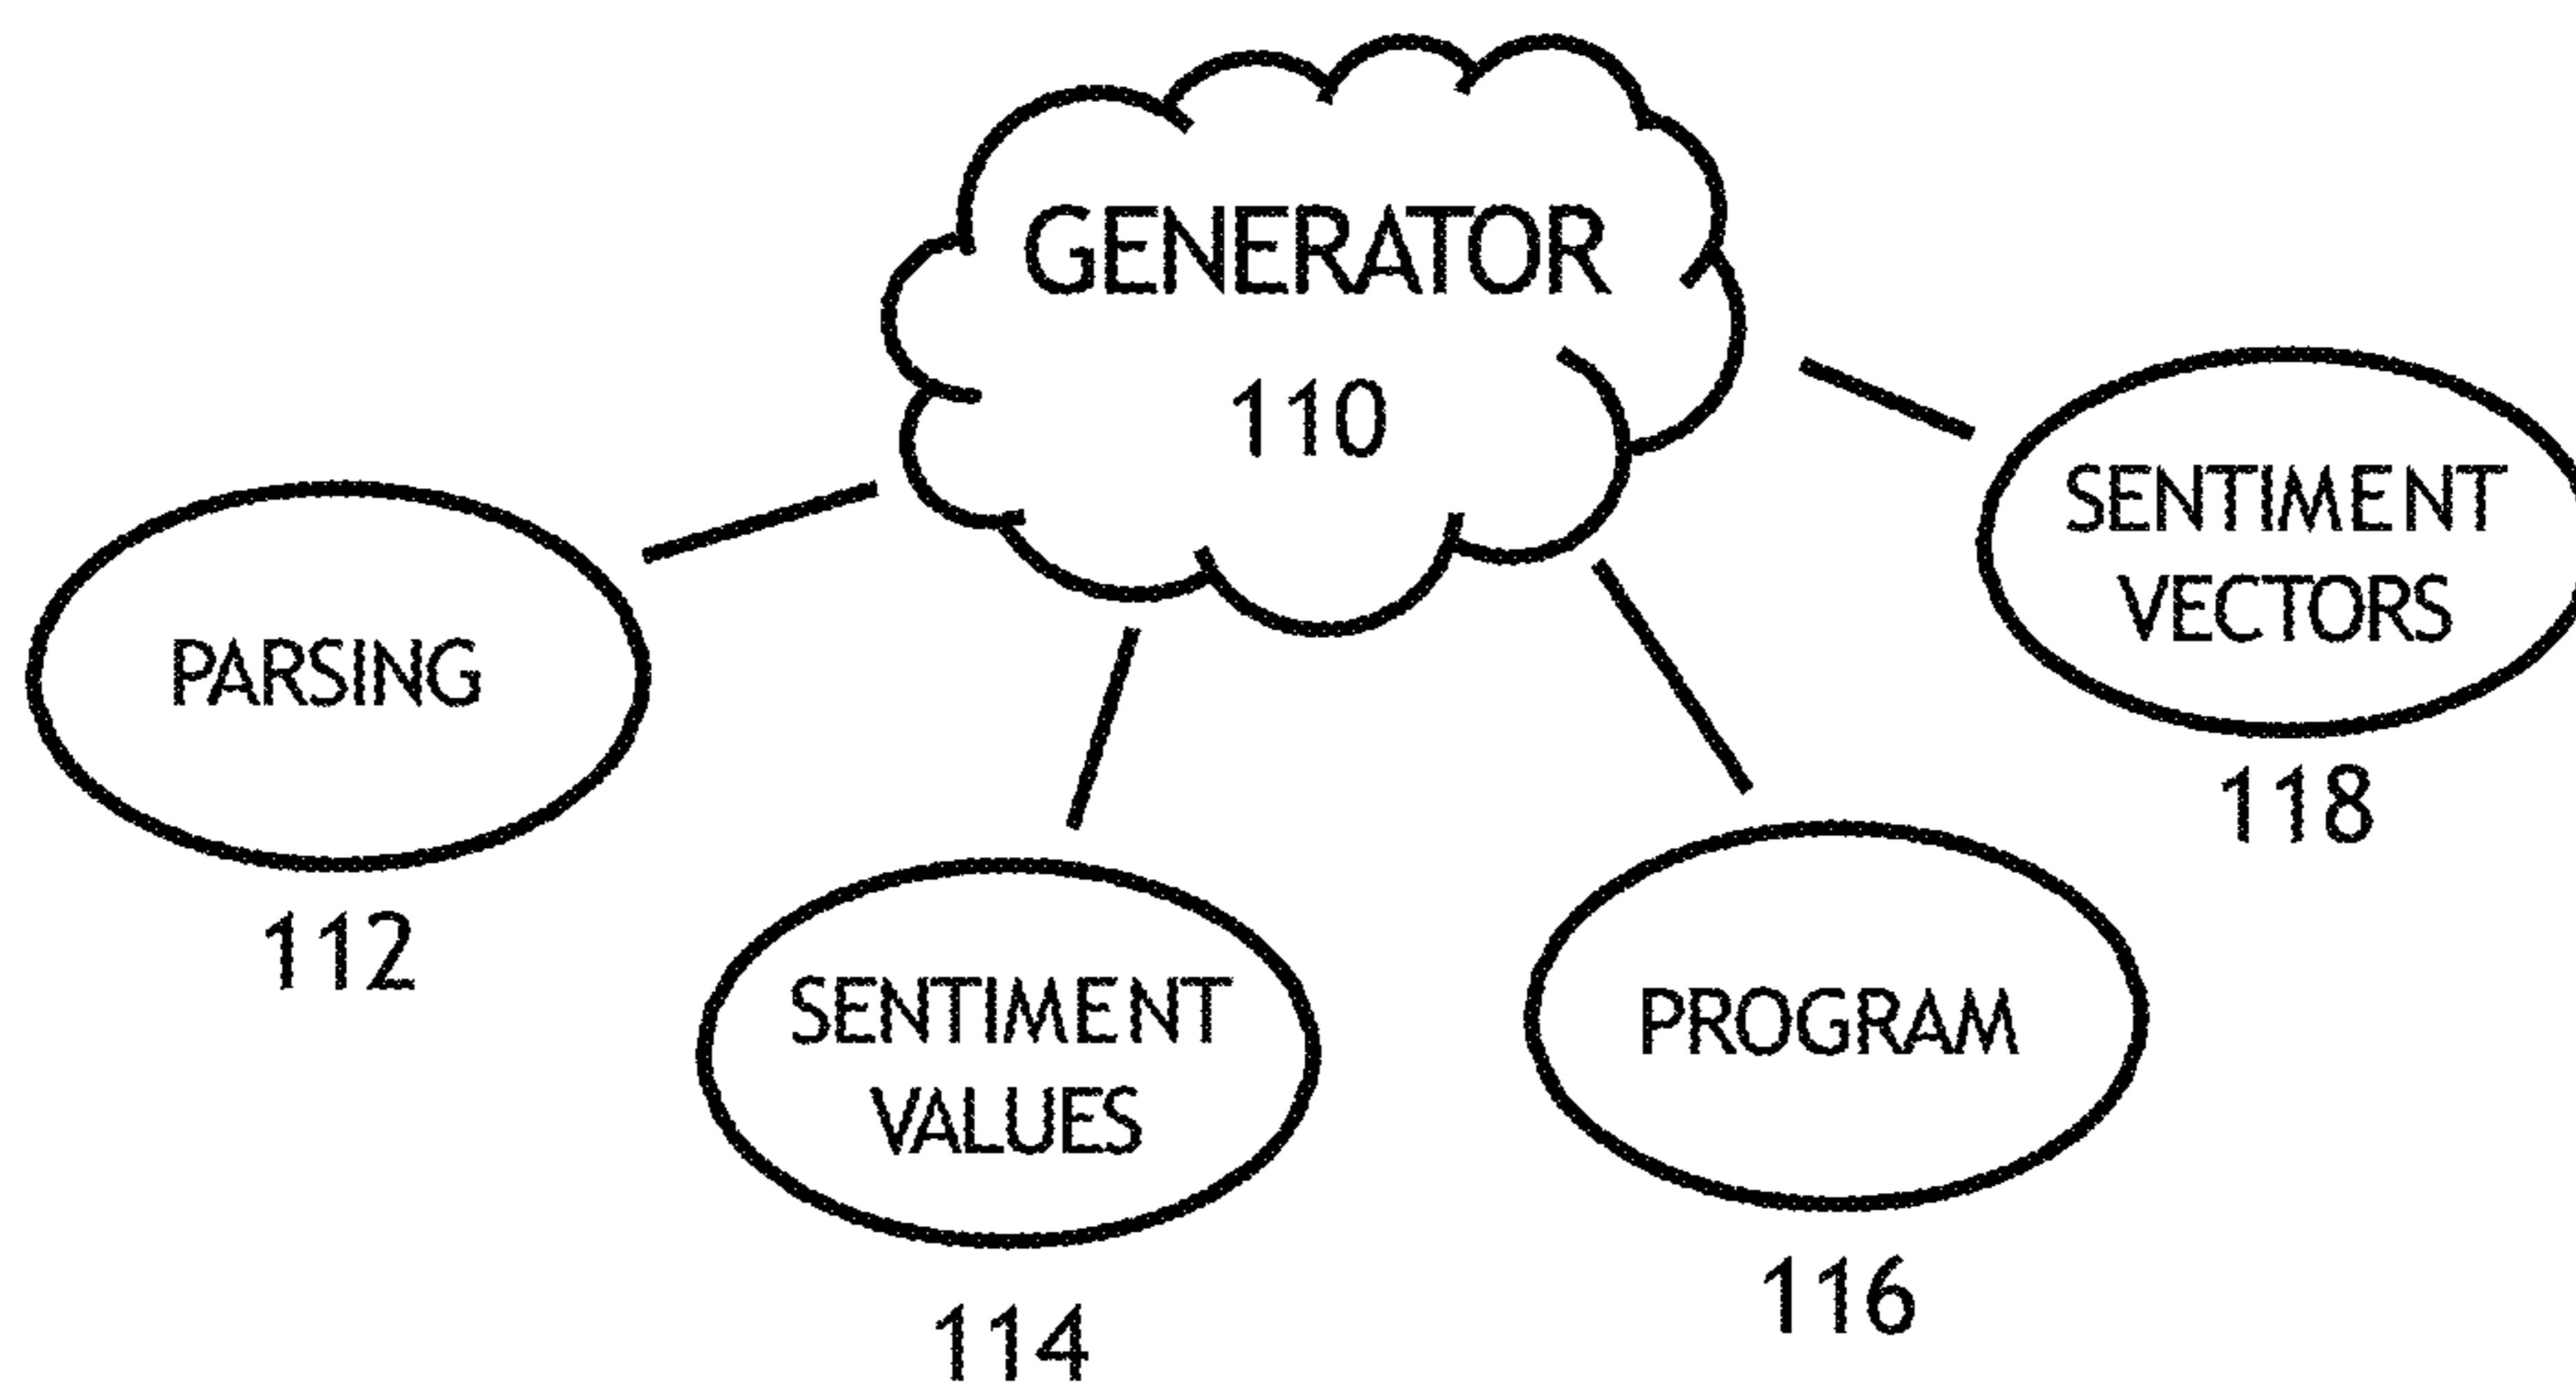 GENERATOR
110
SENTIMENT
VECTORS
118
PARSING
112
SENTIMENT
VALUES
114
PROGRAM
116